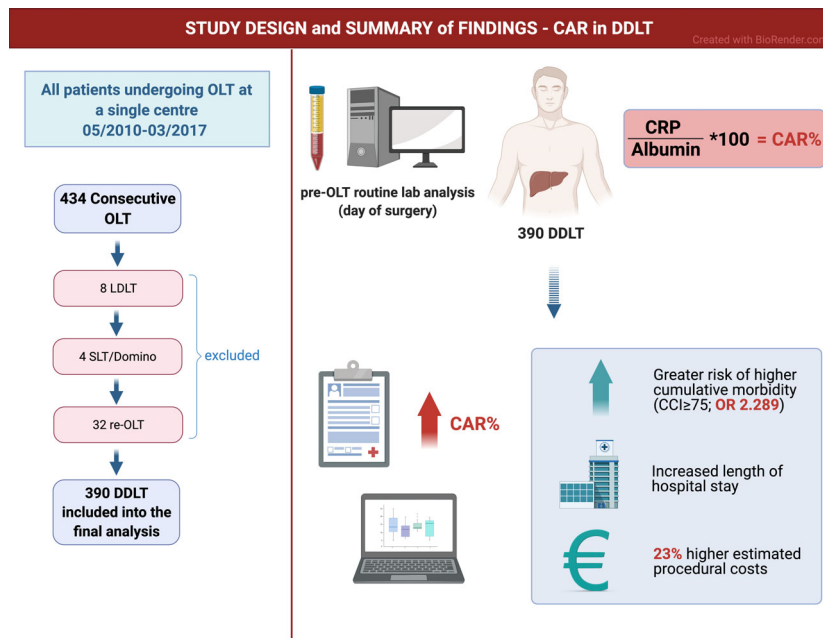 STUDY DESIGN and SUMMARY of FINDINGS - CAR in DDLT
Created with BioRender.com
All patients undergoing OLT at
a single centre
05/2010-03/2017
434 Consecutive
OLT
8 LDLT
4 SLT/Domino
32 re-OLT
excluded
390 DDLT
included into the
final analysis
pre-OLT routine lab analysis
(day of surgery)
390 DDLT
CRP
Albumin
*100 = CAR%
CAR%
Greater risk of higher
cumulative morbidity
(CCI≥75; OR 2.289)
Increased length of
hospital stay
€
23% higher estimated
procedural costs